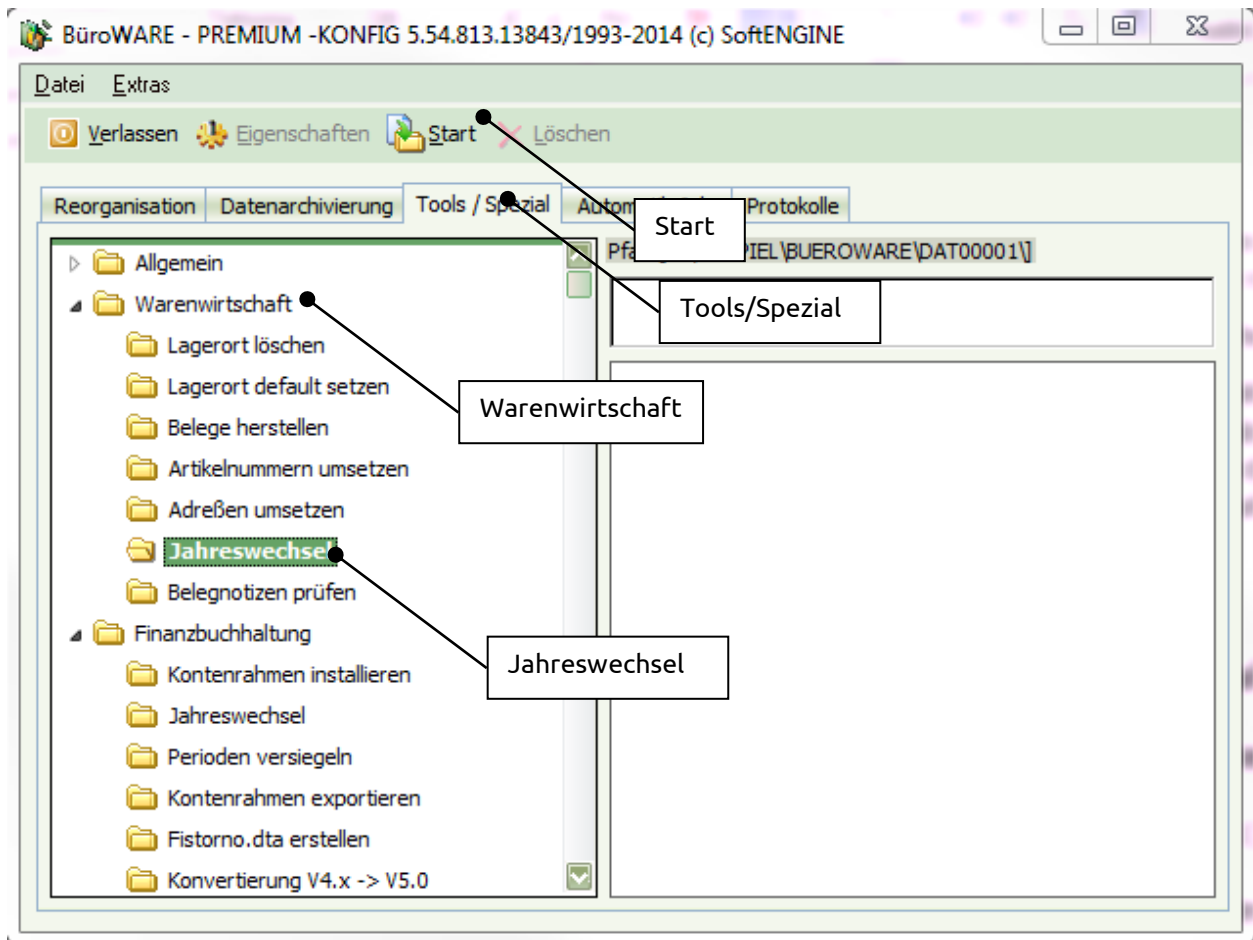 BüroWARE - PREMIUM -KONFIG 5.54.813.13843/1993-2014 (c) SoftENGINE
Datei Extras
Verlassen Eigenschaften Start Löschen
Reorganisation Datenarchivierung Tools / Spezial Protokolle
Start
PIEL\BUEROWARE\DAT00001\]
Allgemein
Warenwirtschaft
Tools/Spezial
Lagerort löschen
Lagerort default setzen
Warenwirtschaft
Belege herstellen
Artikelnummern umsetzen
Adreßen umsetzen
Jahreswechsel
Belegnotizen prüfen
Finanzbuchhaltung
Jahreswechsel
Kontenrahmen installieren
Jahreswechsel
Perioden versiegeln
Kontenrahmen exportieren
Fistorno.dta erstellen
Konvertierung V4.x -> V5.0